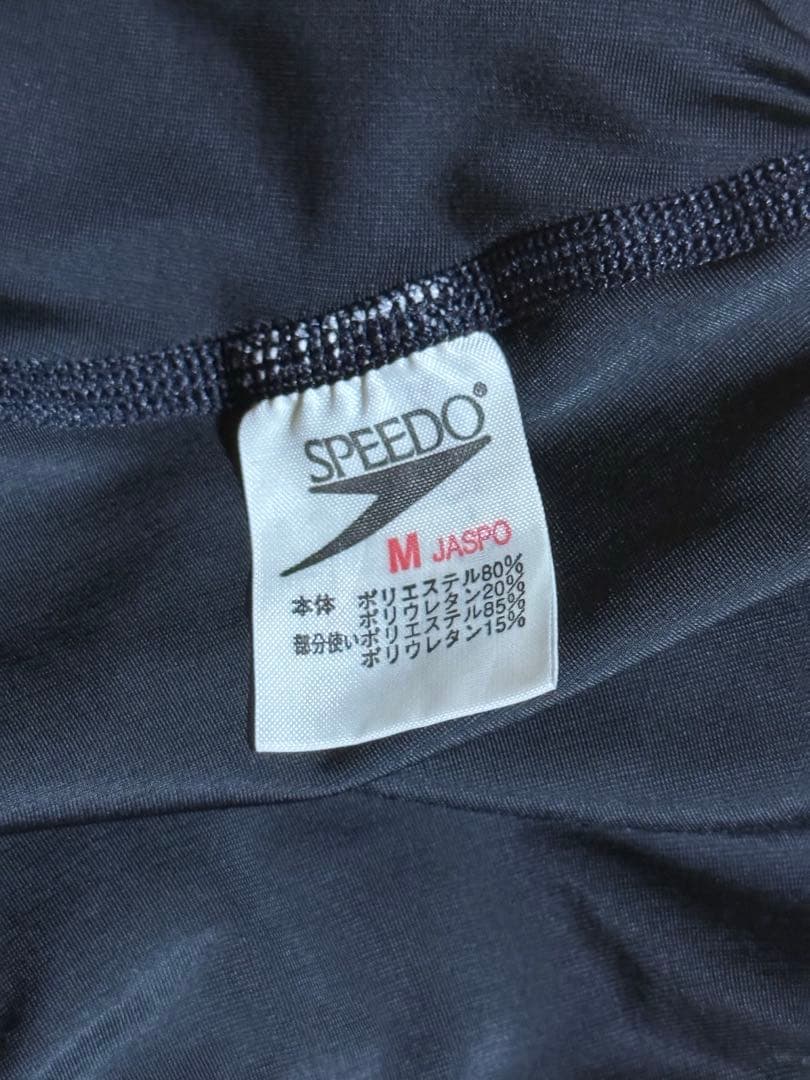 SPEEDO®
M JASPO
本体 ポリエステル80%
ポリウレタン20%
部分使いポリエステル85%
ポリウレタン15%